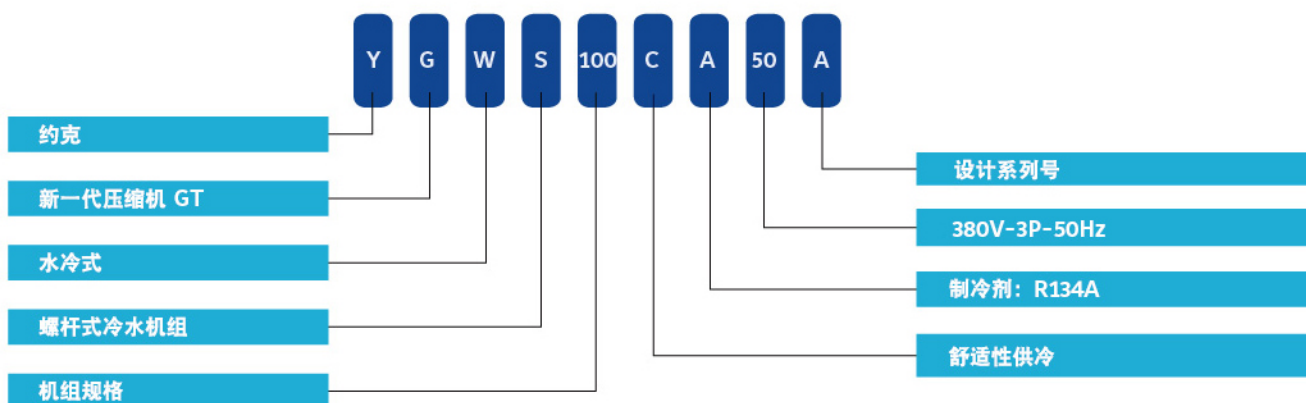 Y G W S 100 C A 50 A
约克
新一代压缩机 GT
水冷式
螺杆式冷水机组
机组规格
设计系列号
380V-3P-50Hz
制冷剂：R134A
舒适性供冷